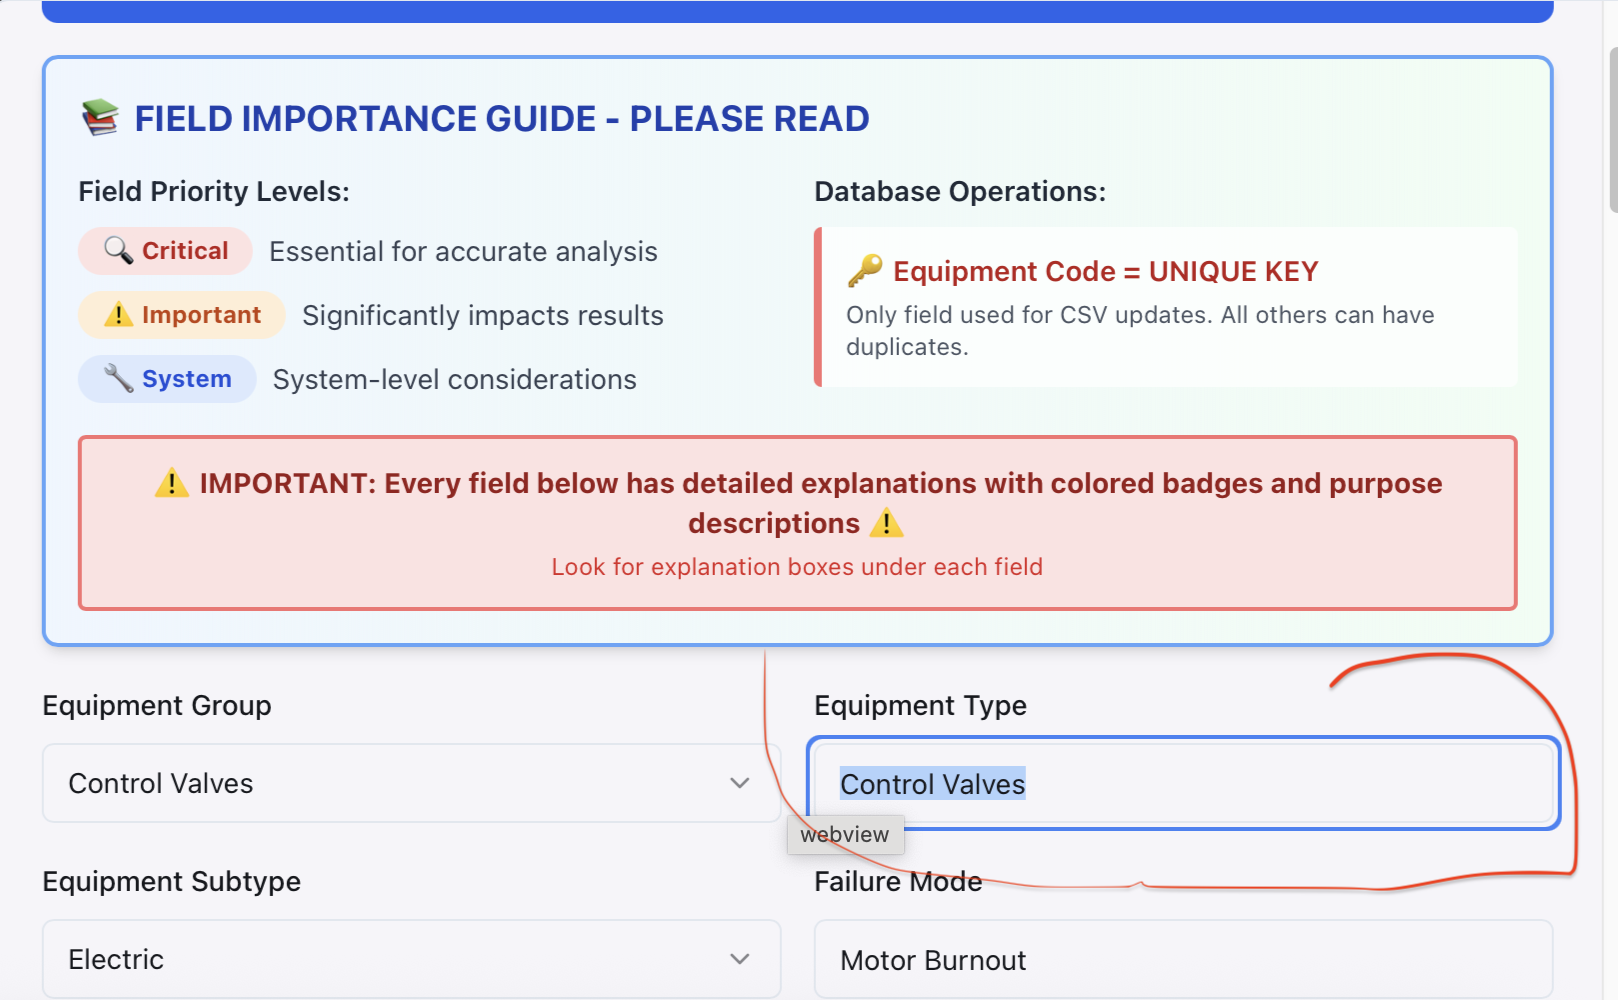 📚 FIELD IMPORTANCE GUIDE - PLEASE READ
Field Priority Levels:
🔍 Critical Essential for accurate analysis
⚠️ Important Significantly impacts results
🔧 System System-level considerations
Database Operations:
🔑 Equipment Code = UNIQUE KEY
Only field used for CSV updates. All others can have
duplicates.
⚠️ IMPORTANT: Every field below has detailed explanations with colored badges and purpose
descriptions ⚠️
Look for explanation boxes under each field
Equipment Group
Control Valves
Equipment Type
Control Valves
webview
Equipment Subtype
Electric
Failure Mode
Motor Burnout